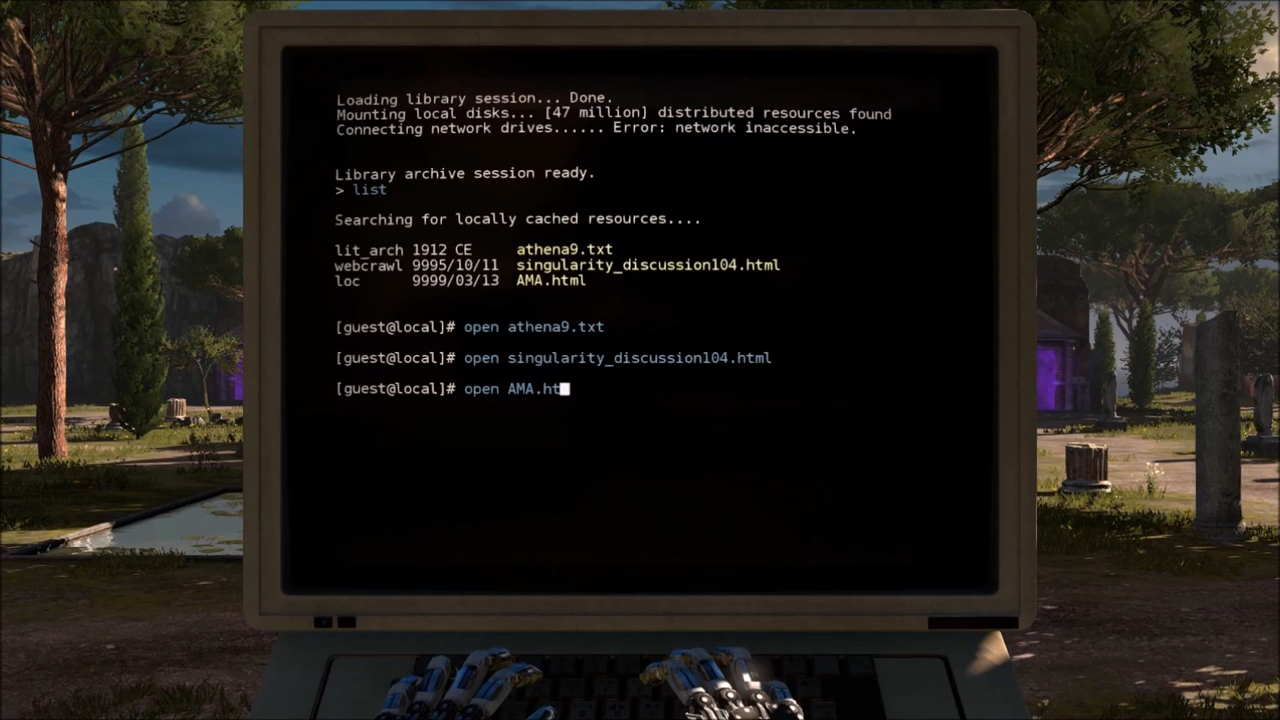 Loading library session... Done.
Mounting local disks... [47 million] distributed resources found
Connecting network drives...... Error: network inaccessible.
Library archive session ready.
> list
Searching for locally cached resources....
lit_arch 1912 CE athena9.txt
webcrawl 9995/10/11 singularity_discussion104.html
loc 9999/03/13 AMA.html
[guest@local]# open athena9.txt
[guest@local]# open singularity_discussion104.html
[guest@local]# open AMA.ht